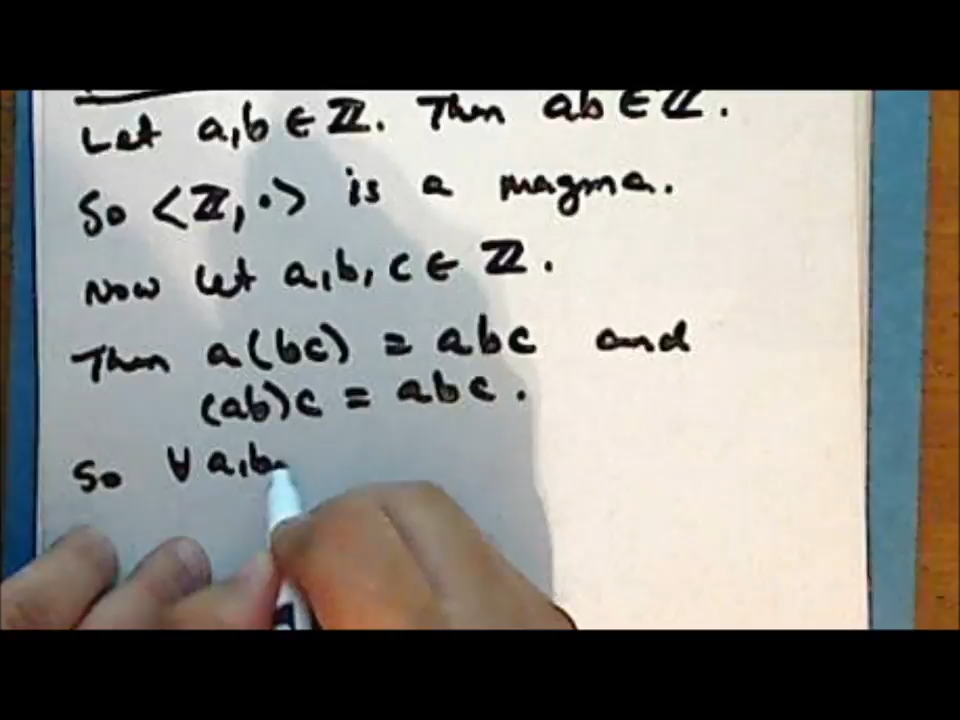 Let a,b ∈ ℤ. Then ab ∈ ℤ.
So <ℤ,·> is a magma.
Now let a,b,c ∈ ℤ.
Then a(bc) = abc and
(ab)c = abc.
So ∀ a,b